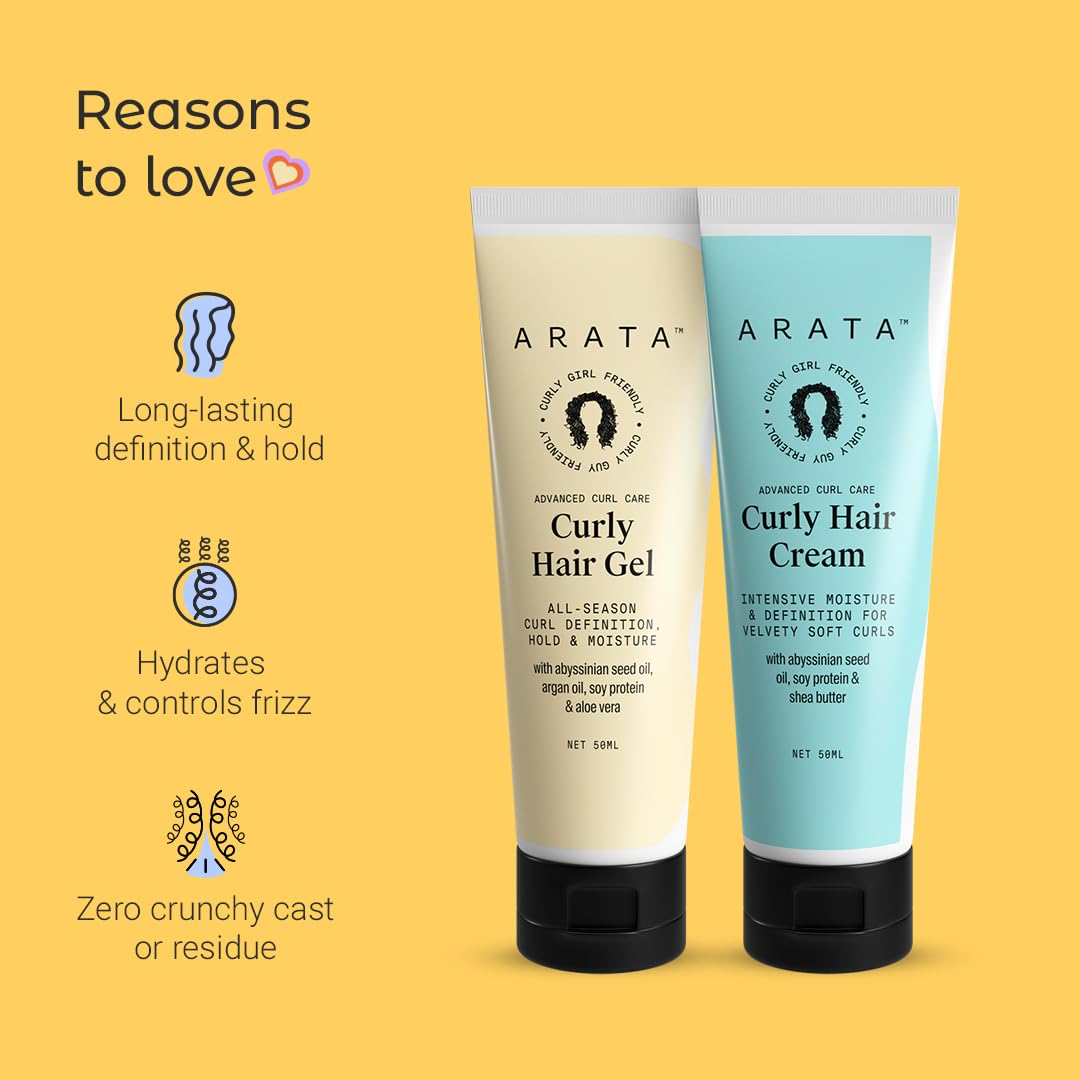 Reasons
to love
Long-lasting
definition & hold
Hydrates
& controls frizz
Zero crunchy cast
or residue
ARATA™
CURLY GIRL FRIENDLY • CURLY GUY FRIENDLY •
ADVANCED CURL CARE
Curly
Hair Gel
ALL-SEASON
CURL DEFINITION,
HOLD & MOISTURE
with abyssinian seed oil,
argan oil, soy protein
& aloe vera
NET 50ML
ARATA™
CURLY GIRL FRIENDLY • CURLY GUY FRIENDLY •
ADVANCED CURL CARE
Curly Hair
Cream
INTENSIVE MOISTURE
& DEFINITION FOR
VELVETY SOFT CURLS
with abyssinian seed
oil, soy protein &
shea butter
NET 50ML